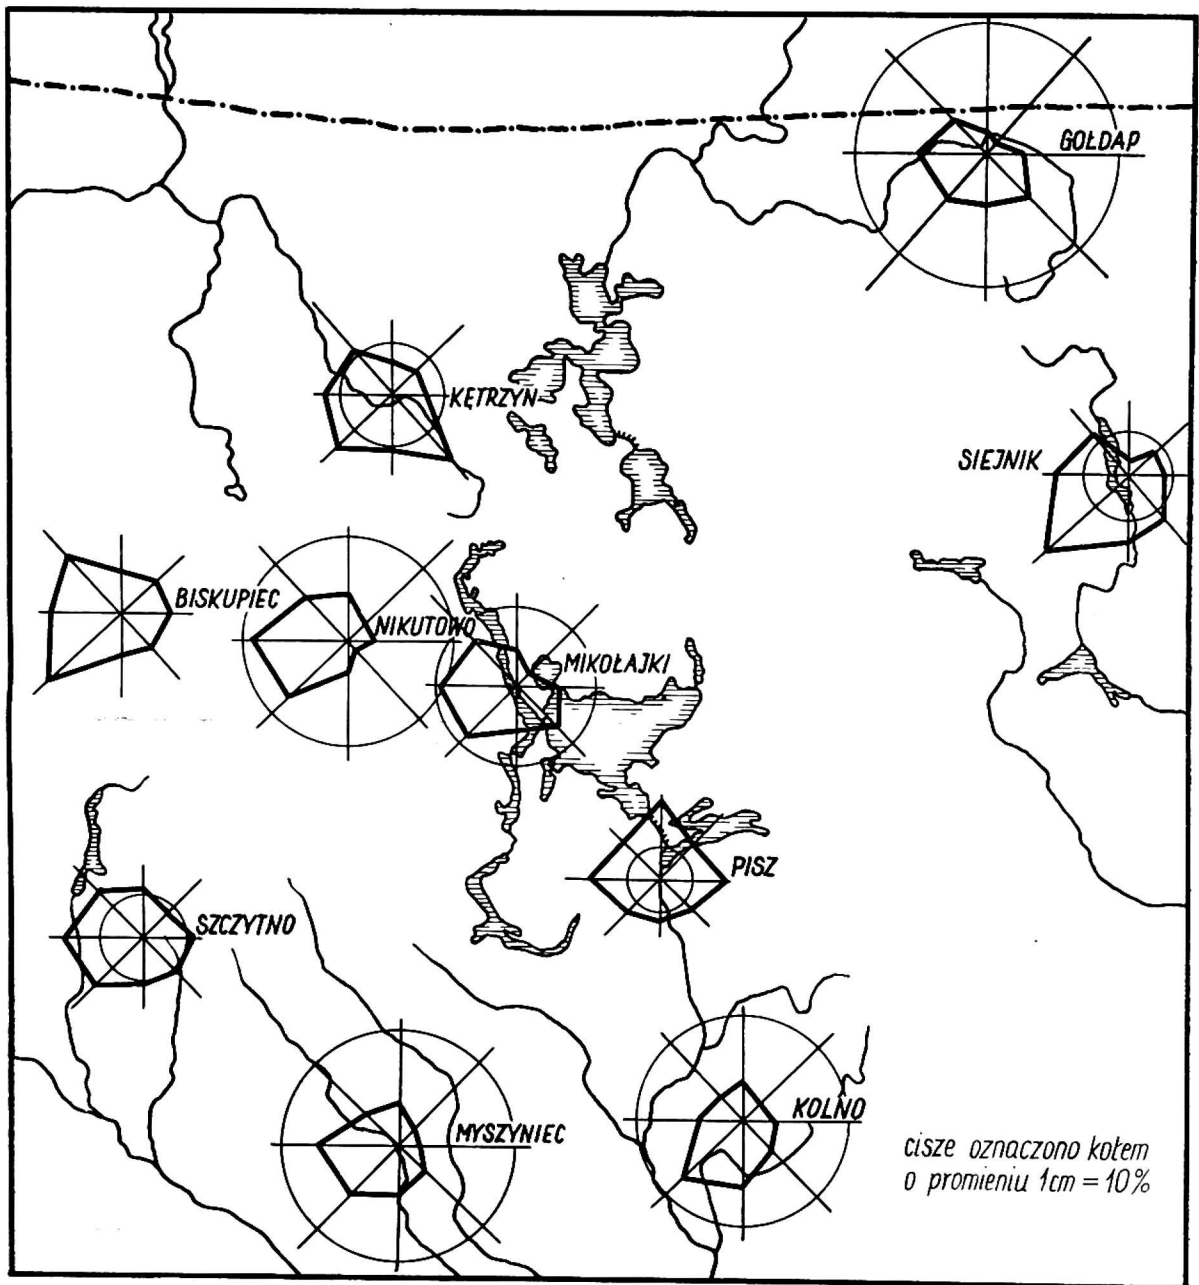 GOŁDAP
KĘTRZYN
SIEJNIK
BISKUPIEC
NIKUTOWO
MIKOŁAJKI
PISZ
SZCZYTNO
MYSZYNIEC
KOLNO
cisze oznaczono kołem
o promieniu 1cm = 10%